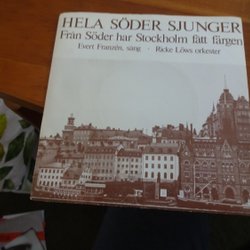 HELA SÖDER SJUNGER
Från Söder har Stockholm fått färgen
Evert Franzén, sång · Ricke Löws orkester